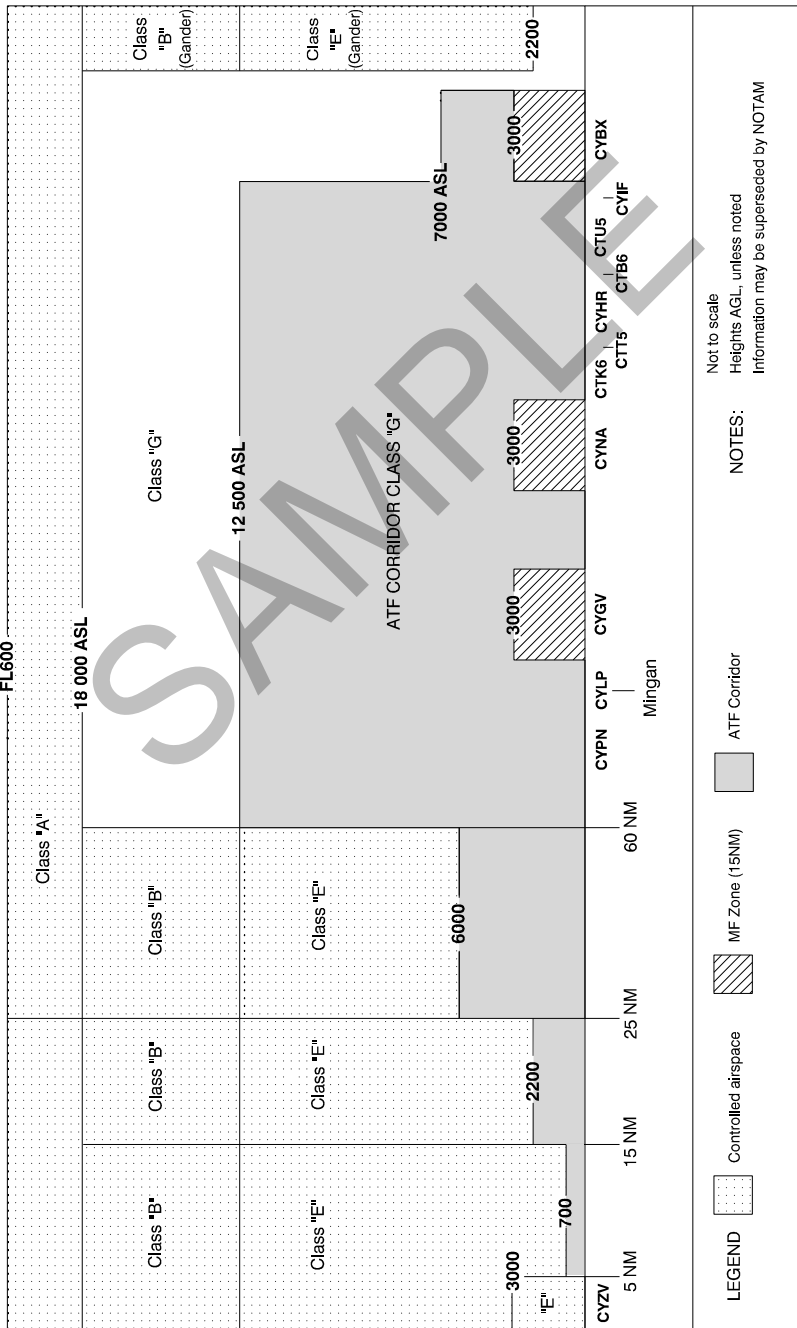 FL600
Class "A"
18 000 ASL
Class "B"
Class "B"
Class "B"
Class "G"
Class
"B"
(Gander)
12 500 ASL
Class "E"
Class "E"
Class "E"
ATF CORRIDOR CLASS "G"
Class
"E"
(Gander)
7000 ASL
6000
3000
"E"
700
2200
3000
3000
3000
2200
CYZV
CYPN
CYLP
CYGV
CYNA
CTK6
CTT5
CYHR
CTB6
CTU5
CYIF
CYBX
5 NM
15 NM
25 NM
60 NM
Mingan
LEGEND
Controlled airspace
MF Zone (15NM)
ATF Corridor
NOTES:
Not to scale
Heights AGL, unless noted
Information may be superseded by NOTAM
SAMPLE